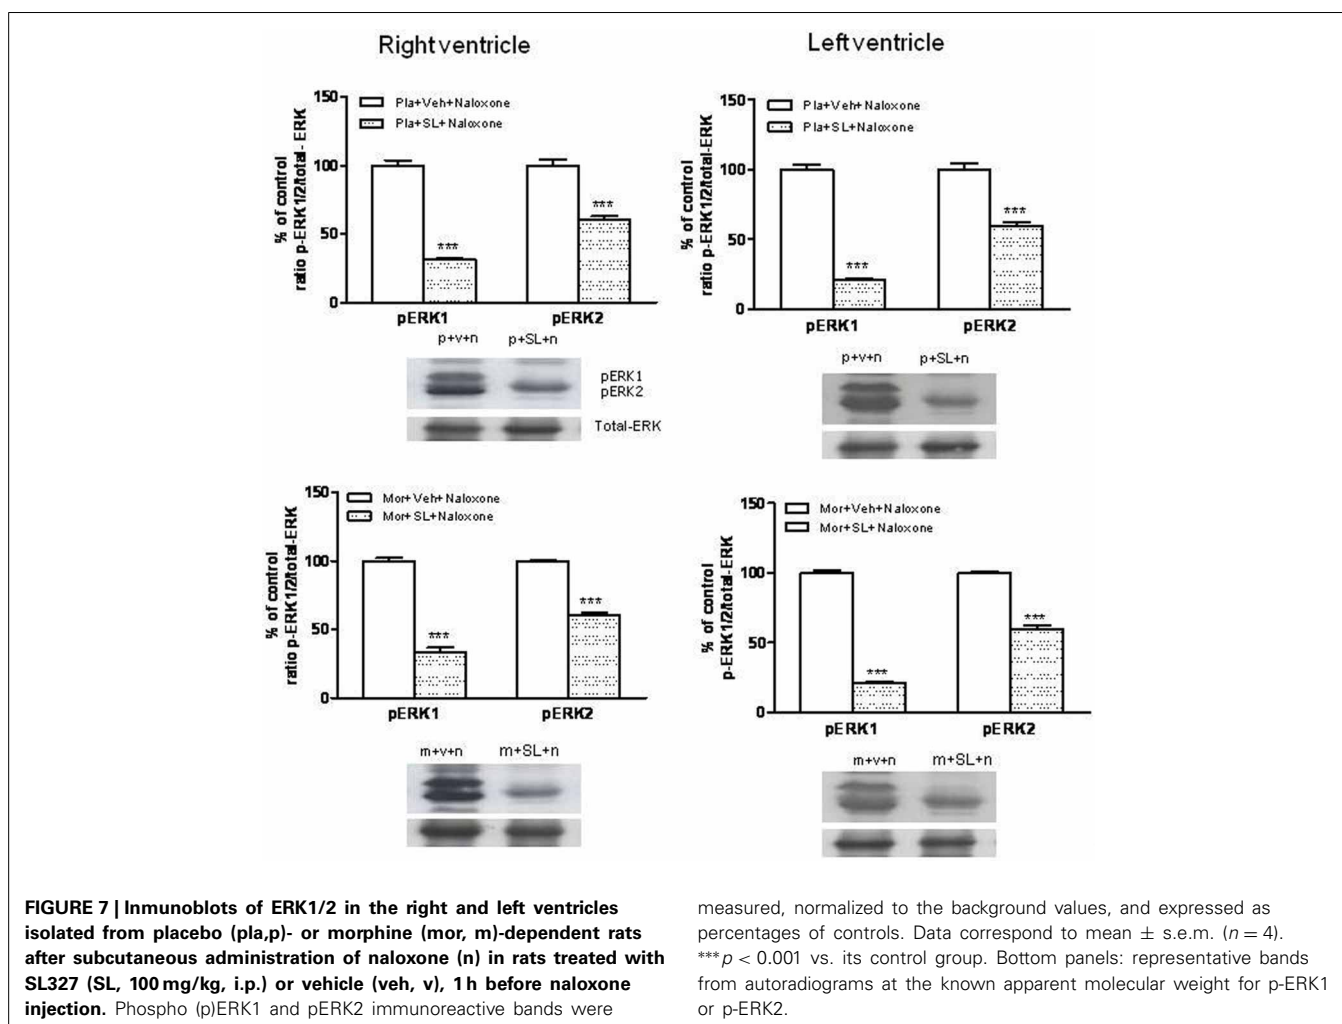 Right ventricle
Left ventricle
150
100
50
0
% of control
ratio p-ERK1/2/total- ERK
Pla+Veh+Naloxone
Pla+SL+Naloxone
***
***
pERK1
pERK2
p+v+n
p+SL+n
pERK1
pERK2
Total-ERK
150
100
50
0
% of control
ratio p-ERK1/2/total-ERK
Pla+Veh+Naloxone
Pla+SL+Naloxone
***
***
pERK1
pERK2
p+v+n
p+SL+n
150
100
50
0
% of control
ratio p-ERK1/2/total-ERK
Mor+Veh+Naloxone
Mor+SL+Naloxone
***
***
pERK1
pERK2
m+v+n
m+SL+n
150
100
50
0
% of control
p-ERK1/2/total-ERK
Mor+Veh+Naloxone
Mor+SL+Naloxone
***
***
pERK1
pERK2
m+v+n
m+SL+n
FIGURE 7 | Inmunoblots of ERK1/2 in the right and left ventricles
isolated from placebo (pla,p)- or morphine (mor, m)-dependent rats
after subcutaneous administration of naloxone (n) in rats treated with
SL327 (SL, 100 mg/kg, i.p.) or vehicle (veh, v), 1 h before naloxone
injection. Phospho (p)ERK1 and pERK2 immunoreactive bands were
measured, normalized to the background values, and expressed as
percentages of controls. Data correspond to mean ± s.e.m. (n = 4).
***p < 0.001 vs. its control group. Bottom panels: representative bands
from autoradiograms at the known apparent molecular weight for p-ERK1
or p-ERK2.